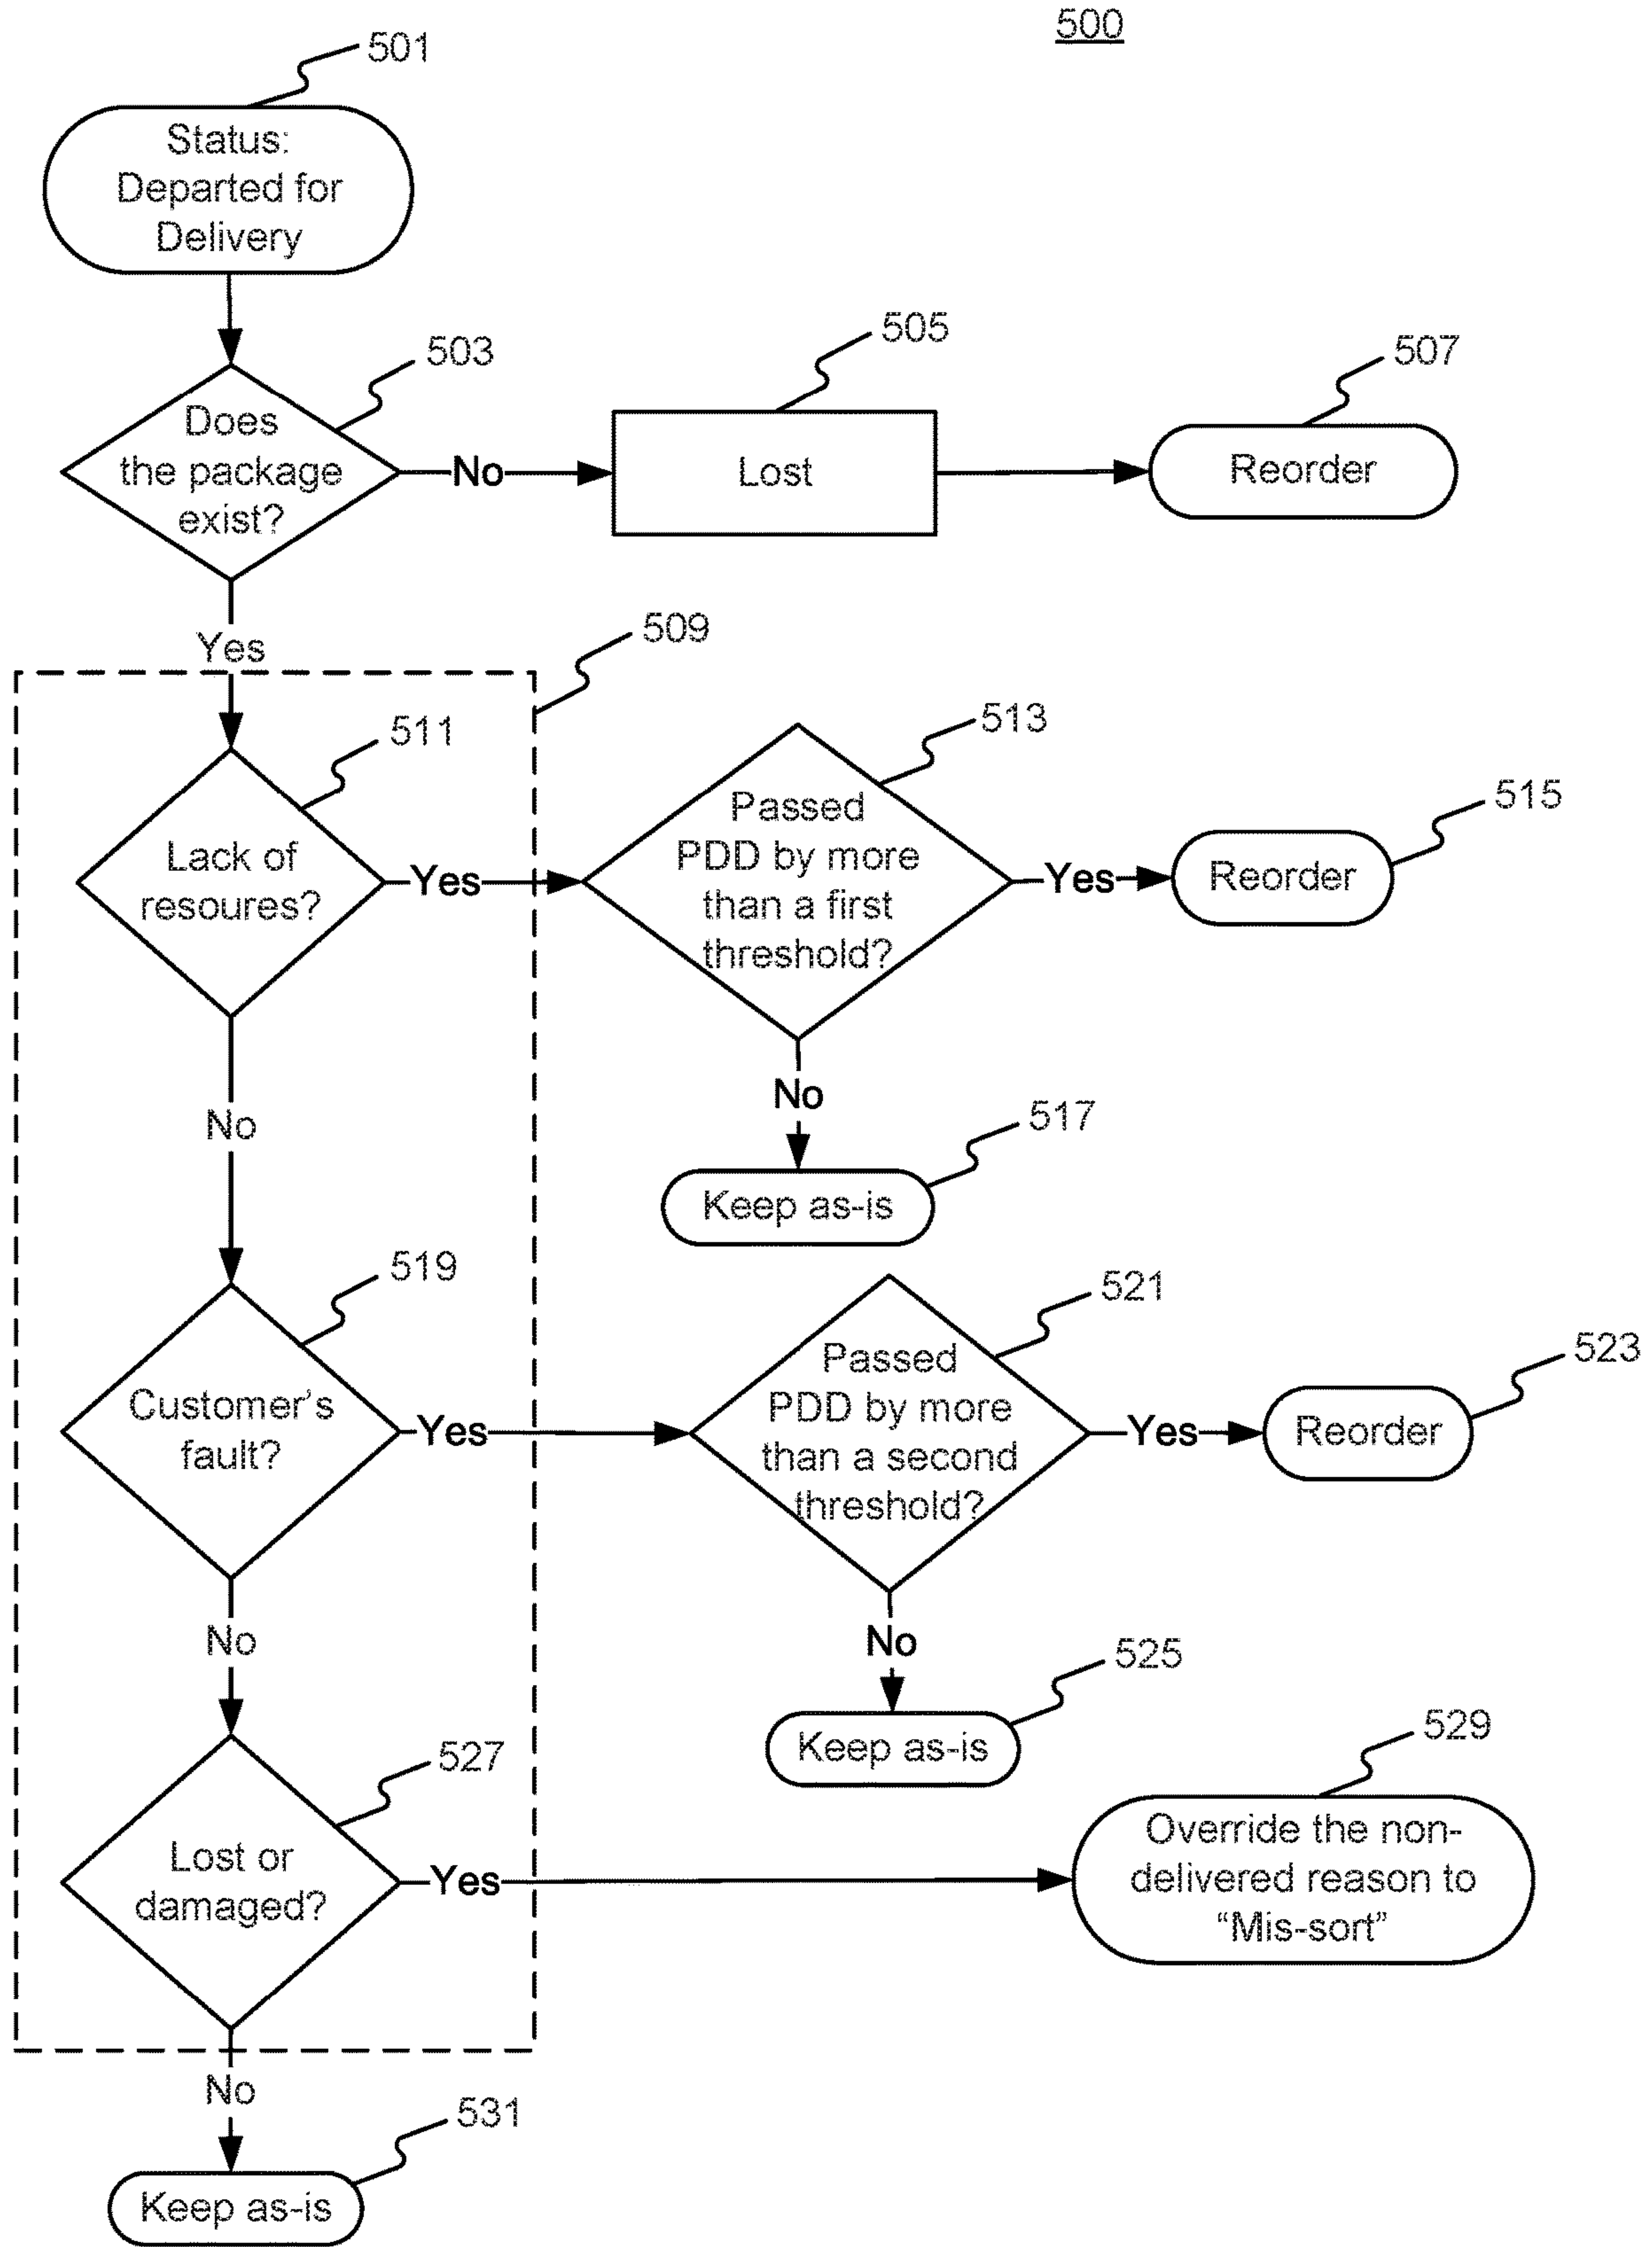 500
501
Status:
Departed for
Delivery
503
Does
the package
exist?
No
505
Lost
507
Reorder
Yes
509
511
Lack of
resoures?
Yes
513
Passed
PDD by more
than a first
threshold?
Yes
515
Reorder
No
517
Keep as-is
No
519
Customer's
fault?
Yes
521
Passed
PDD by more
than a second
threshold?
Yes
523
Reorder
No
525
Keep as-is
No
527
Lost or
damaged?
Yes
529
Override the non-
delivered reason to
“Mis-sort”
No
531
Keep as-is